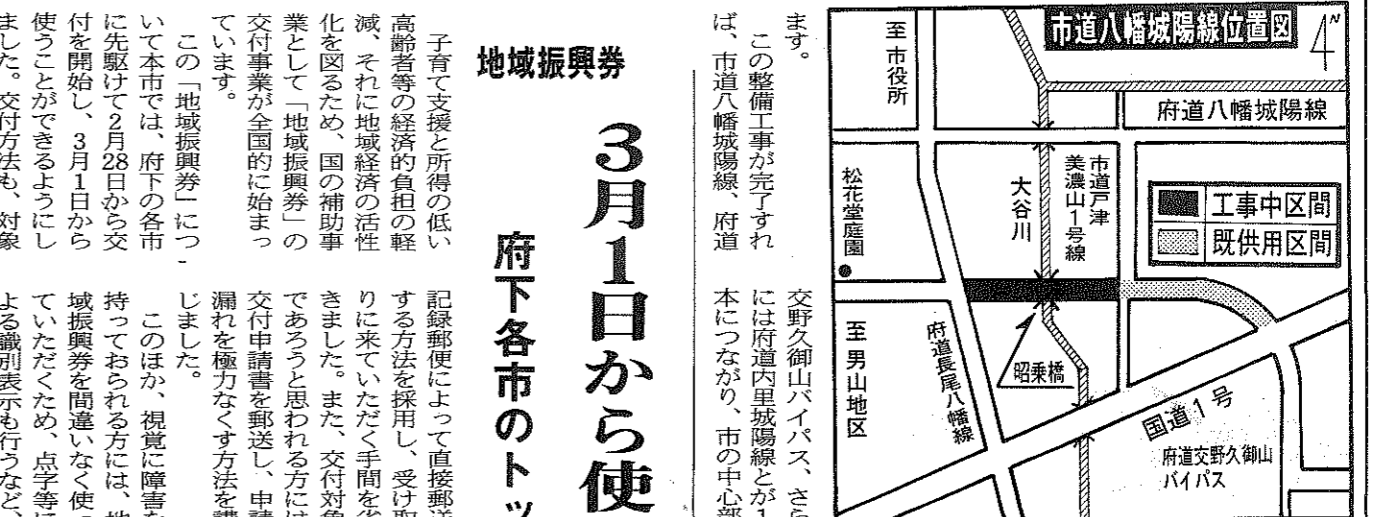 市道八幡城陽線位置図
N
至市役所
府道八幡城陽線
松花堂庭園
大谷川
市道戸津
美濃山1号線
工事中区間
既供用区間
至男山地区
府道長尾八幡線
昭乗橋
国道1号
府道交野久御山
バイパス
ます。
この整備工事が完了すれ
ば、市道八幡城陽線、府道
交野久御山バイパス、さら
には府道内里城陽線とが1
本につながり、市の中心部
地域振興券
3月1日から使
府下各市のトッ
子育て支援と所得の低い
高齢者等の経済的負担の軽
減、それに地域経済の活性
化を図るため、国の補助事
業として「地域振興券」の
交付事業が全国的に始まっ
ています。
この「地域振興券」につ
いて本市では、府下の各市
に先駆けて2月28日から交
付を開始し、3月1日から
使うことができるようにし
ました。交付方法も、対象
記録郵便によって直接郵送
する方法を採用し、受け取
りに来ていただく手間を省
きました。また、交付対象
であろうと思われる方には
交付申請書を郵送し、申請
漏れを極力なくす方法を講
じました。
このほか、視覚に障害を
持っておられる方には、地
域振興券を間違いなく使っ
ていただくため、点字等に
よる識別表示も行うなど、